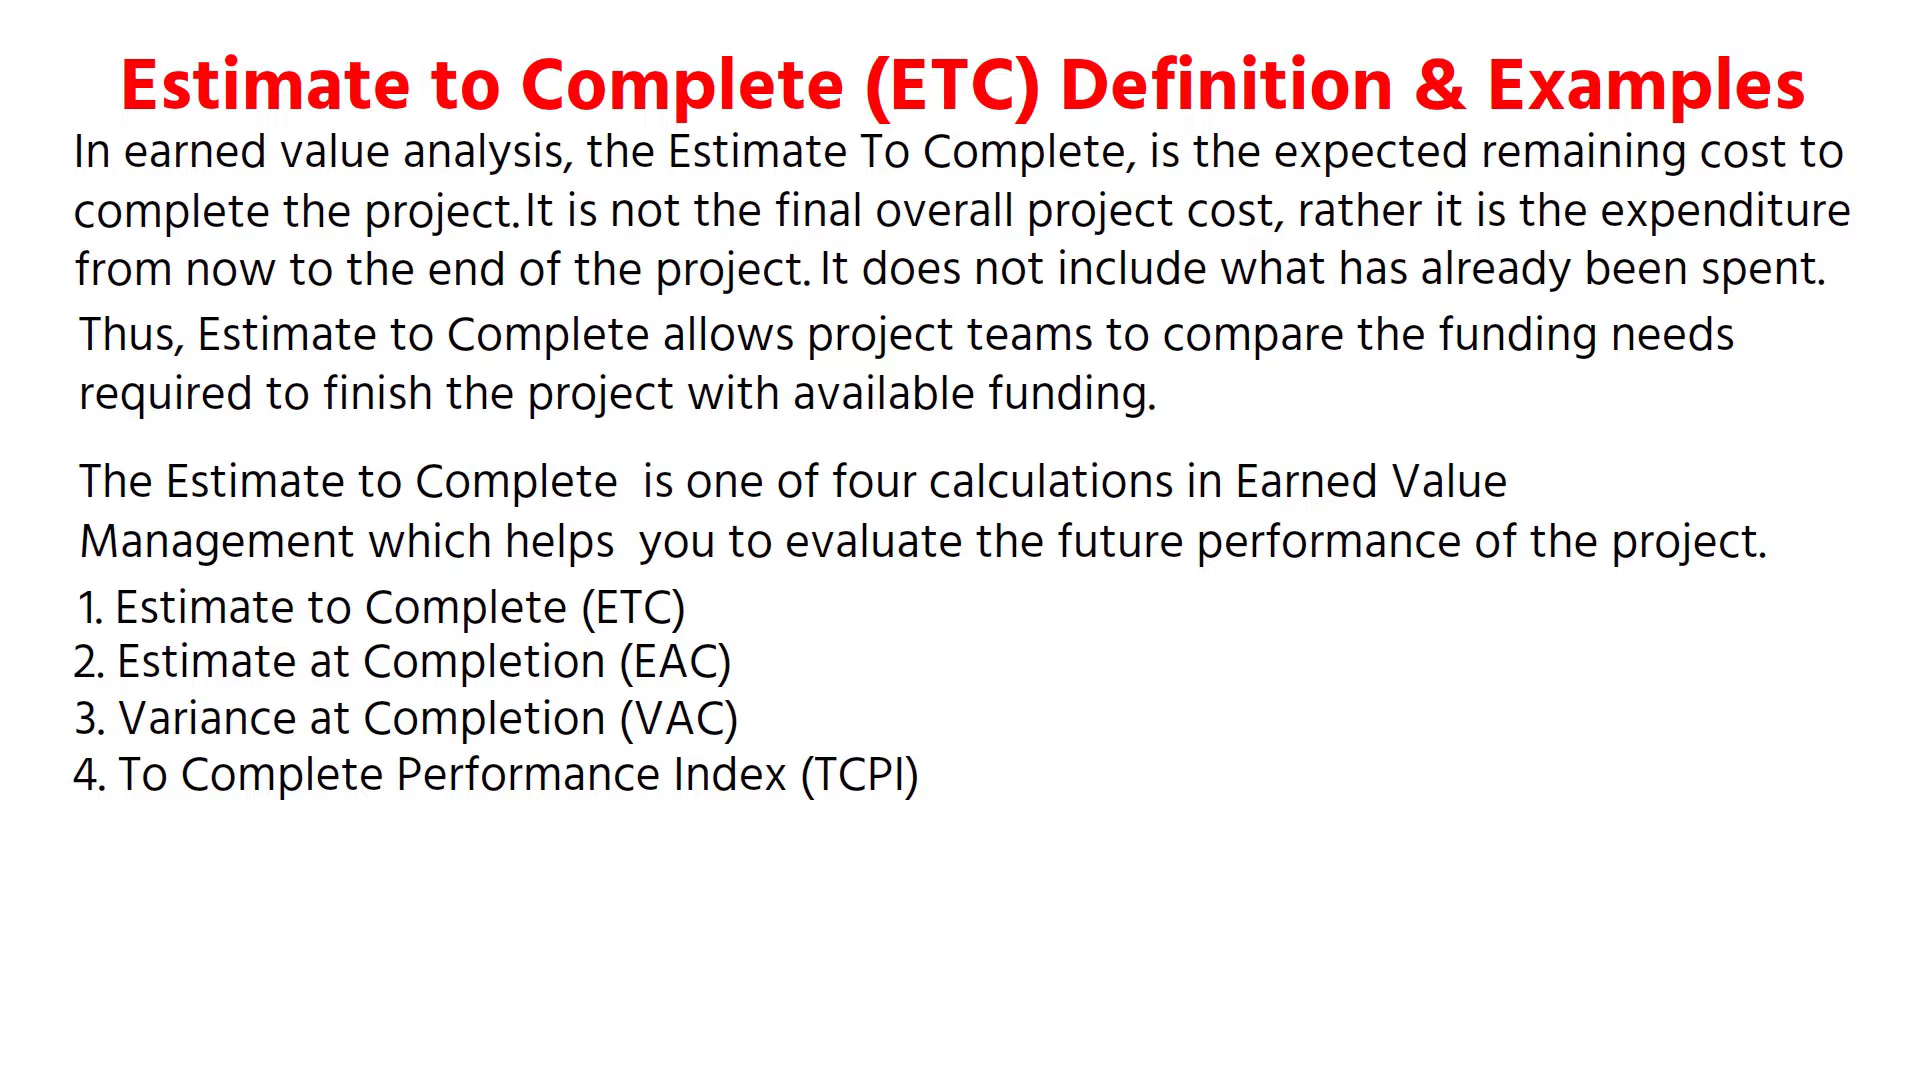 Estimate to Complete (ETC) Definition & Examples
In earned value analysis, the Estimate To Complete, is the expected remaining cost to
complete the project. It is not the final overall project cost, rather it is the expenditure
from now to the end of the project. It does not include what has already been spent.
Thus, Estimate to Complete allows project teams to compare the funding needs
required to finish the project with available funding.
The Estimate to Complete  is one of four calculations in Earned Value
Management which helps  you to evaluate the future performance of the project.
1. Estimate to Complete (ETC)
2. Estimate at Completion (EAC)
3. Variance at Completion (VAC)
4. To Complete Performance Index (TCPI)